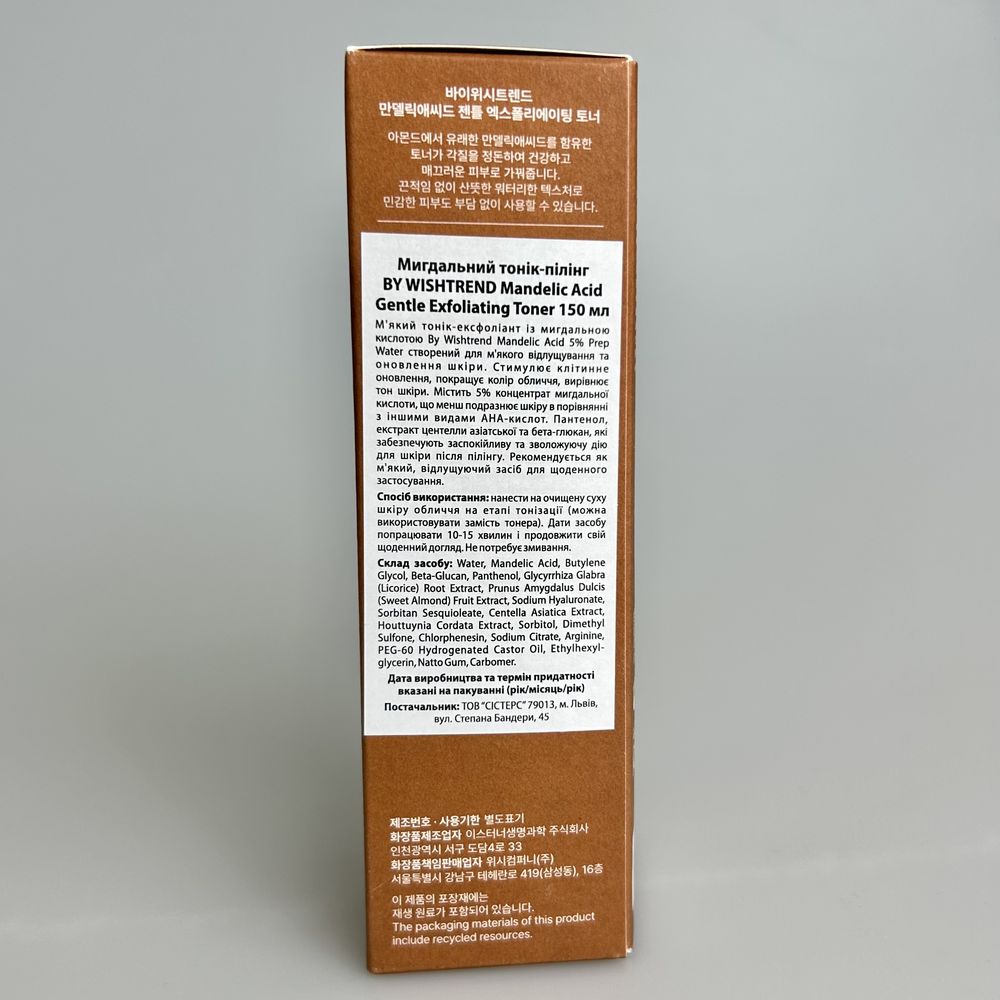 바이위시트렌드
만델릭애씨드 젠틀 엑스폴리에이팅 토너
아몬드에서 유래한 만델릭애씨드를 함유한
토너가 각질을 정돈하여 건강하고
매끄러운 피부로 가꿔줍니다.
끈적임 없이 산뜻한 워터리한 텍스처로
민감한 피부도 부담 없이 사용할 수 있습니다.
Мигдальний тонік-пілінг
BY WISHTREND Mandelic Acid
Gentle Exfoliating Toner 150 мл
М'який тонік-ексфоліант із мигдальною
кислотою By Wishtrend Mandelic Acid 5% Prep
Water створений для м'якого відлущування та
оновлення шкіри. Стимулює клітинне
оновлення, покращує колір обличчя, вирівнює
тон шкіри. Містить 5% концентрат мигдальної
кислоти, що менш подразнює шкіру в порівнянні
з іншими видами АНА-кислот. Пантенол,
екстракт центелли азіатської та бета-глюкан, які
забезпечують заспокійливу та зволожуючу дію
для шкіри після пілінгу. Рекомендується як
м'який, відлущуючий засіб для щоденного
застосування.
Спосіб використання: нанести на очищену суху
шкіру обличчя на етапі тонізації (можна
використовувати замість тонера). Дати засобу
попрацювати 10-15 хвилин і продовжити свій
щоденний догляд. Не потребує змивання.
Склад засобу: Water, Mandelic Acid, Butylene
Glycol, Beta-Glucan, Panthenol, Glycyrrhiza Glabra
(Licorice) Root Extract, Prunus Amygdalus Dulcis
(Sweet Almond) Fruit Extract, Sodium Hyaluronate,
Sorbitan Sesquioleate, Centella Asiatica Extract,
Houttuynia Cordata Extract, Sorbitol, Dimethyl
Sulfone, Chlorphenesin, Sodium Citrate, Arginine,
PEG-60 Hydrogenated Castor Oil, Ethylhexyl-
glycerin, Natto Gum, Carbomer.
Дата виробництва та термін придатності
вказані на пакуванні (рік/місяць/рік)
Постачальник: ТОВ "СІСТЕРС" 79013, м. Львів,
вул. Степана Бандери, 45
제조번호 · 사용기한 별도표기
화장품제조업자 이스터너생명과학 주식회사
인천광역시 서구 도담4로 33
화장품책임판매업자 위시컴퍼니(주)
서울특별시 강남구 테헤란로 419(삼성동), 16층
이 제품의 포장재에는
재생 원료가 포함되어 있습니다.
The packaging materials of this product
include recycled resources.